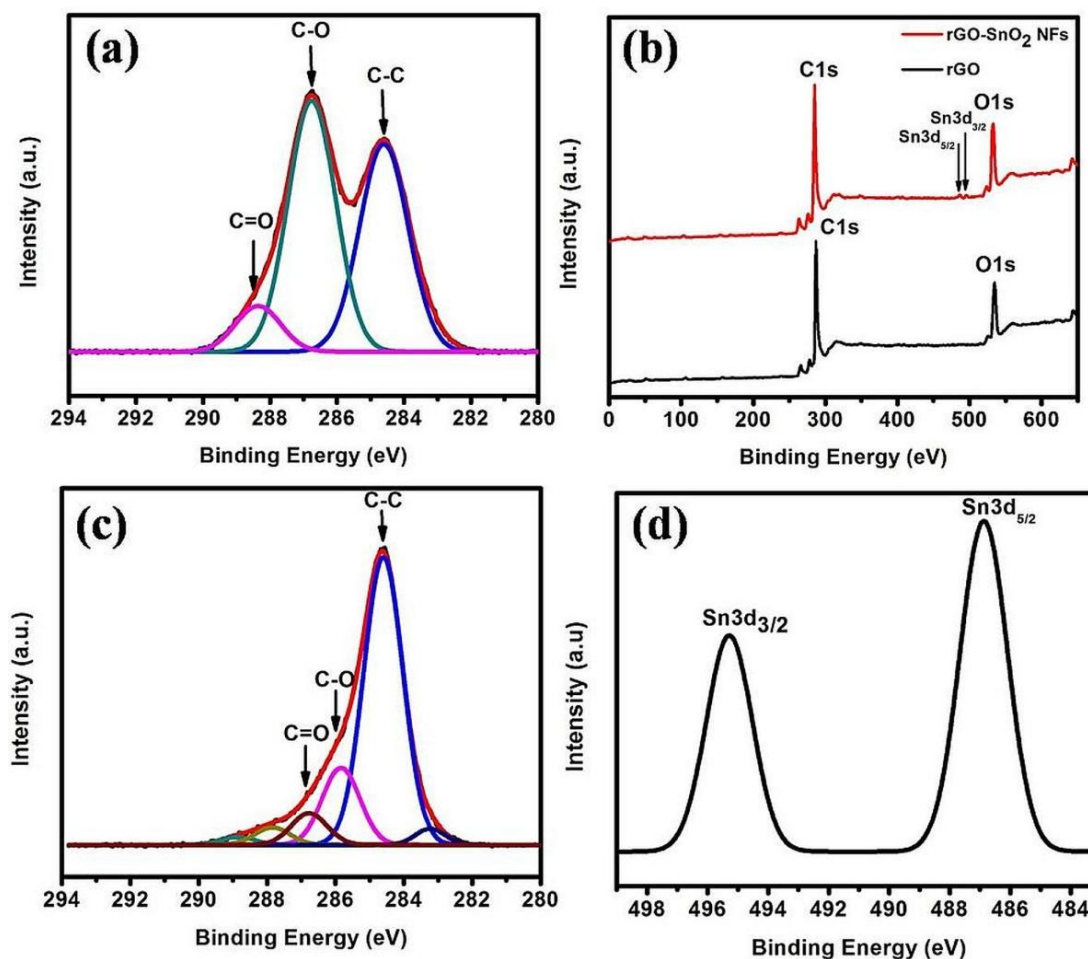 (a)
C-O
C-C
C=O
Intensity (a.u.)
294 292 290 288 286 284 282 280
Binding Energy (eV)
(b)
rGO-SnO₂ NFs
rGO
C1s
O1s
Sn3d₃/₂
Sn3d₅/₂
C1s
O1s
Intensity (a.u.)
0 100 200 300 400 500 600
Binding Energy (eV)
(c)
C-C
C-O
C=O
Intensity (a.u.)
294 292 290 288 286 284 282 280
Binding Energy (eV)
(d)
Sn3d₅/₂
Sn3d₃/₂
Intensity (a.u)
498 496 494 492 490 488 486 484
Binding Energy (eV)